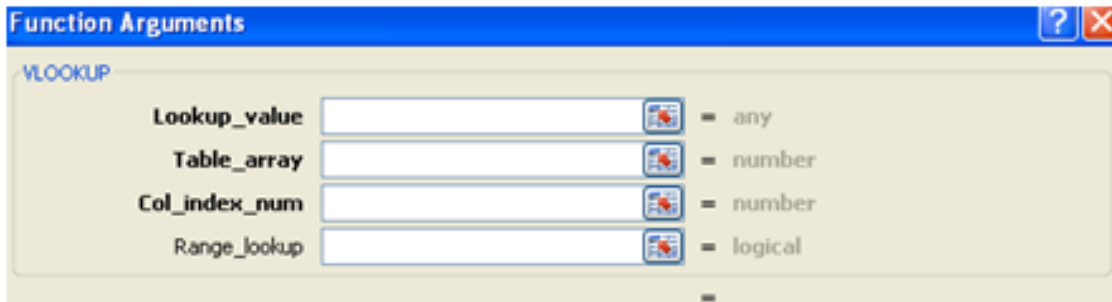 Function Arguments ?
VLOOKUP
Lookup_value = any
Table_array = number
Col_index_num = number
Range_lookup = logical
=